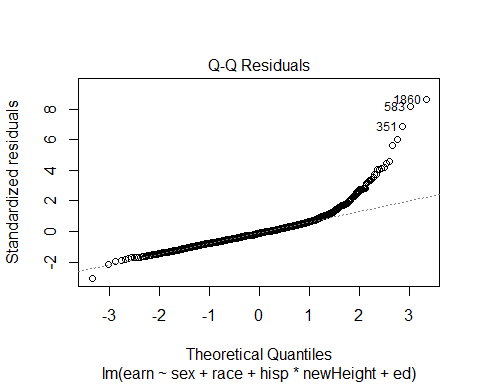 Q-Q Residuals
Standardized residuals
8
6
4
2
0
-2
1860
583
351
-3 -2 -1 0 1 2 3
Theoretical Quantiles
lm(earn ~ sex + race + hisp * newHeight + ed)